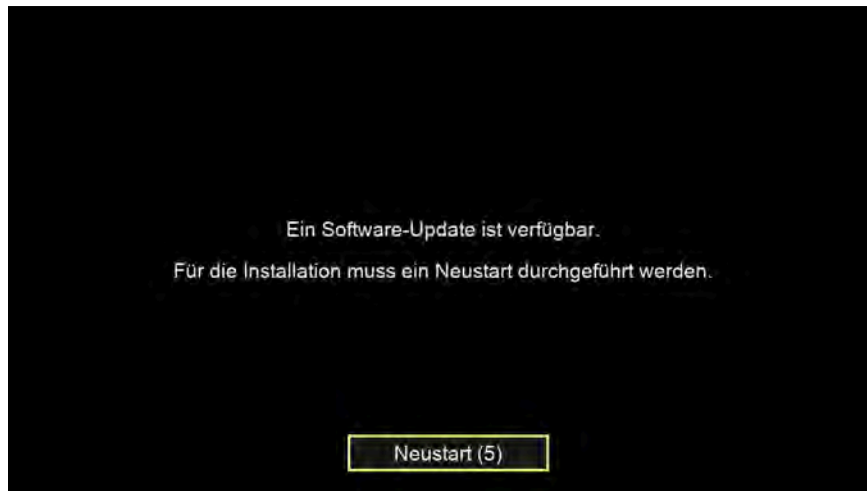 Ein Software-Update ist verfügbar.
Für die Installation muss ein Neustart durchgeführt werden.
Neustart (5)